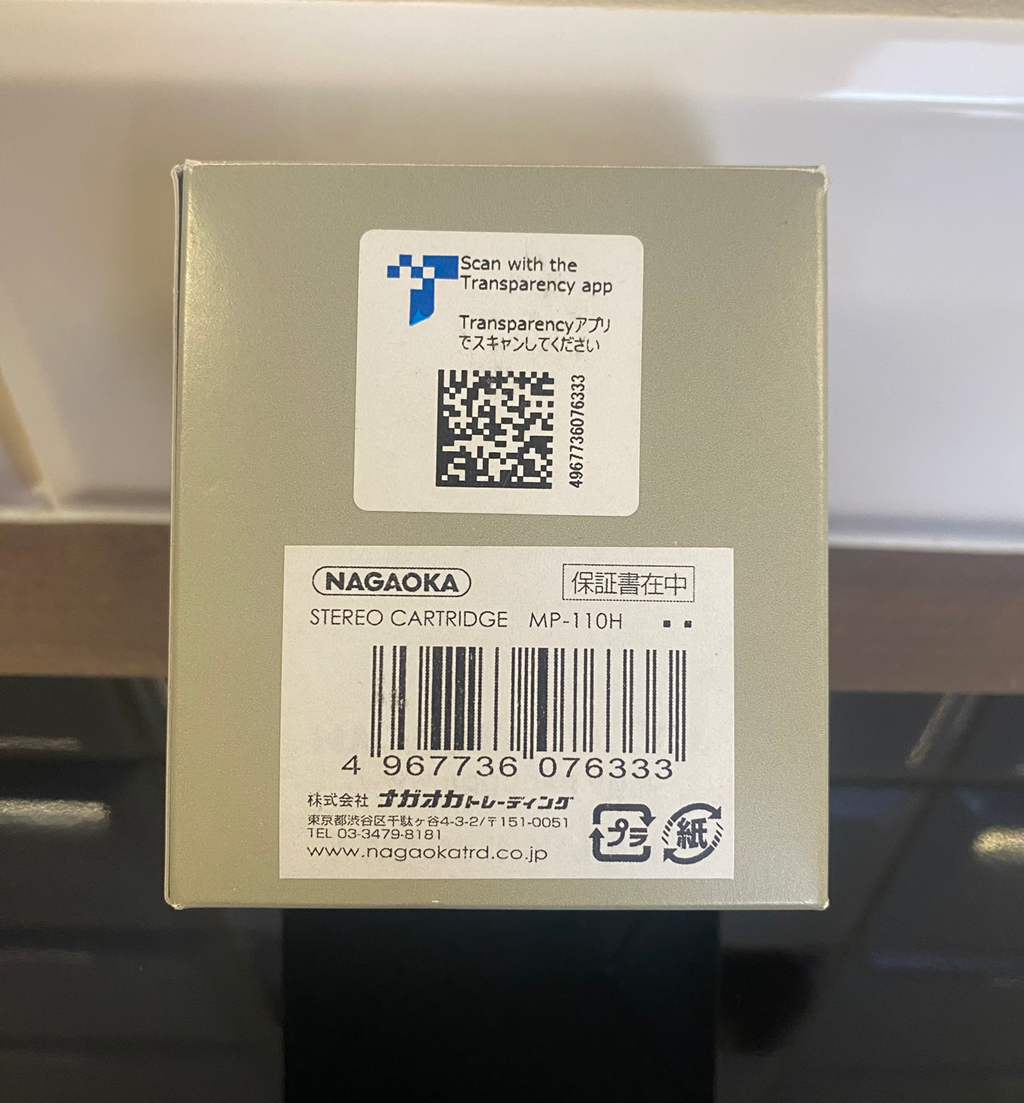 Scan with the
Transparency app
Transparencyアプリ
でスキャンしてください
4967736076333
NAGAOKA
保証書在中
STEREO CARTRIDGE MP-110H
4 967736 076333
株式会社 ナガオカトレーディング
東京都渋谷区千駄ヶ谷4-3-2/〒151-0051
TEL 03-3479-8181
www.nagaokatrd.co.jp
プラ
紙